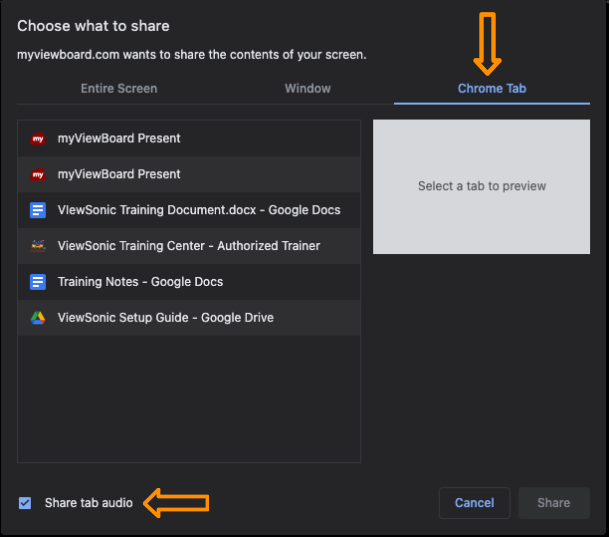 Choose what to share
myviewboard.com wants to share the contents of your screen.
Entire Screen
Window
Chrome Tab
my myViewBoard Present
my myViewBoard Present
ViewSonic Training Document.docx - Google Docs
ViewSonic Training Center - Authorized Trainer
Training Notes - Google Docs
ViewSonic Setup Guide - Google Drive
Select a tab to preview
Share tab audio
Cancel
Share